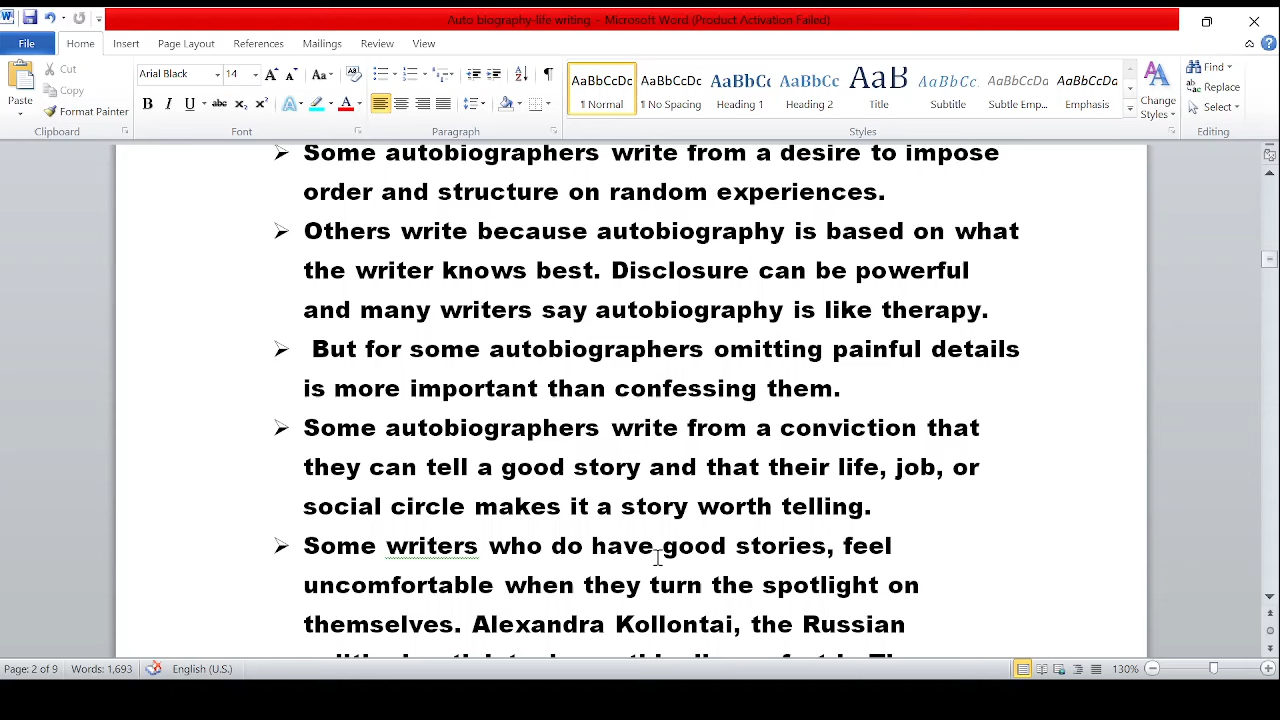 Auto biography-life writing - Microsoft Word (Product Activation Failed)
File Home Insert Page Layout References Mailings Review View
Paste
Cut
Copy
Format Painter
Arial Black 14
AaBbCcDc AaBbCcDc AaBbCc AaBbCc AaB AaBbCc. AaBbCcDc AaBbCcDc
¶ Normal ¶ No Spacing Heading 1 Heading 2 Title Subtitle Subtle Em... Emphasis
Change Styles
Find
Replace
Select
Clipboard Font Paragraph Styles Editing
➢ Some autobiographers write from a desire to impose
order and structure on random experiences.
➢ Others write because autobiography is based on what
the writer knows best. Disclosure can be powerful
and many writers say autobiography is like therapy.
➢ But for some autobiographers omitting painful details
is more important than confessing them.
➢ Some autobiographers write from a conviction that
they can tell a good story and that their life, job, or
social circle makes it a story worth telling.
➢ Some writers who do have good stories, feel
uncomfortable when they turn the spotlight on
themselves. Alexandra Kollontai, the Russian
Page: 2 of 9 Words: 1,693 English (U.S.) 130%